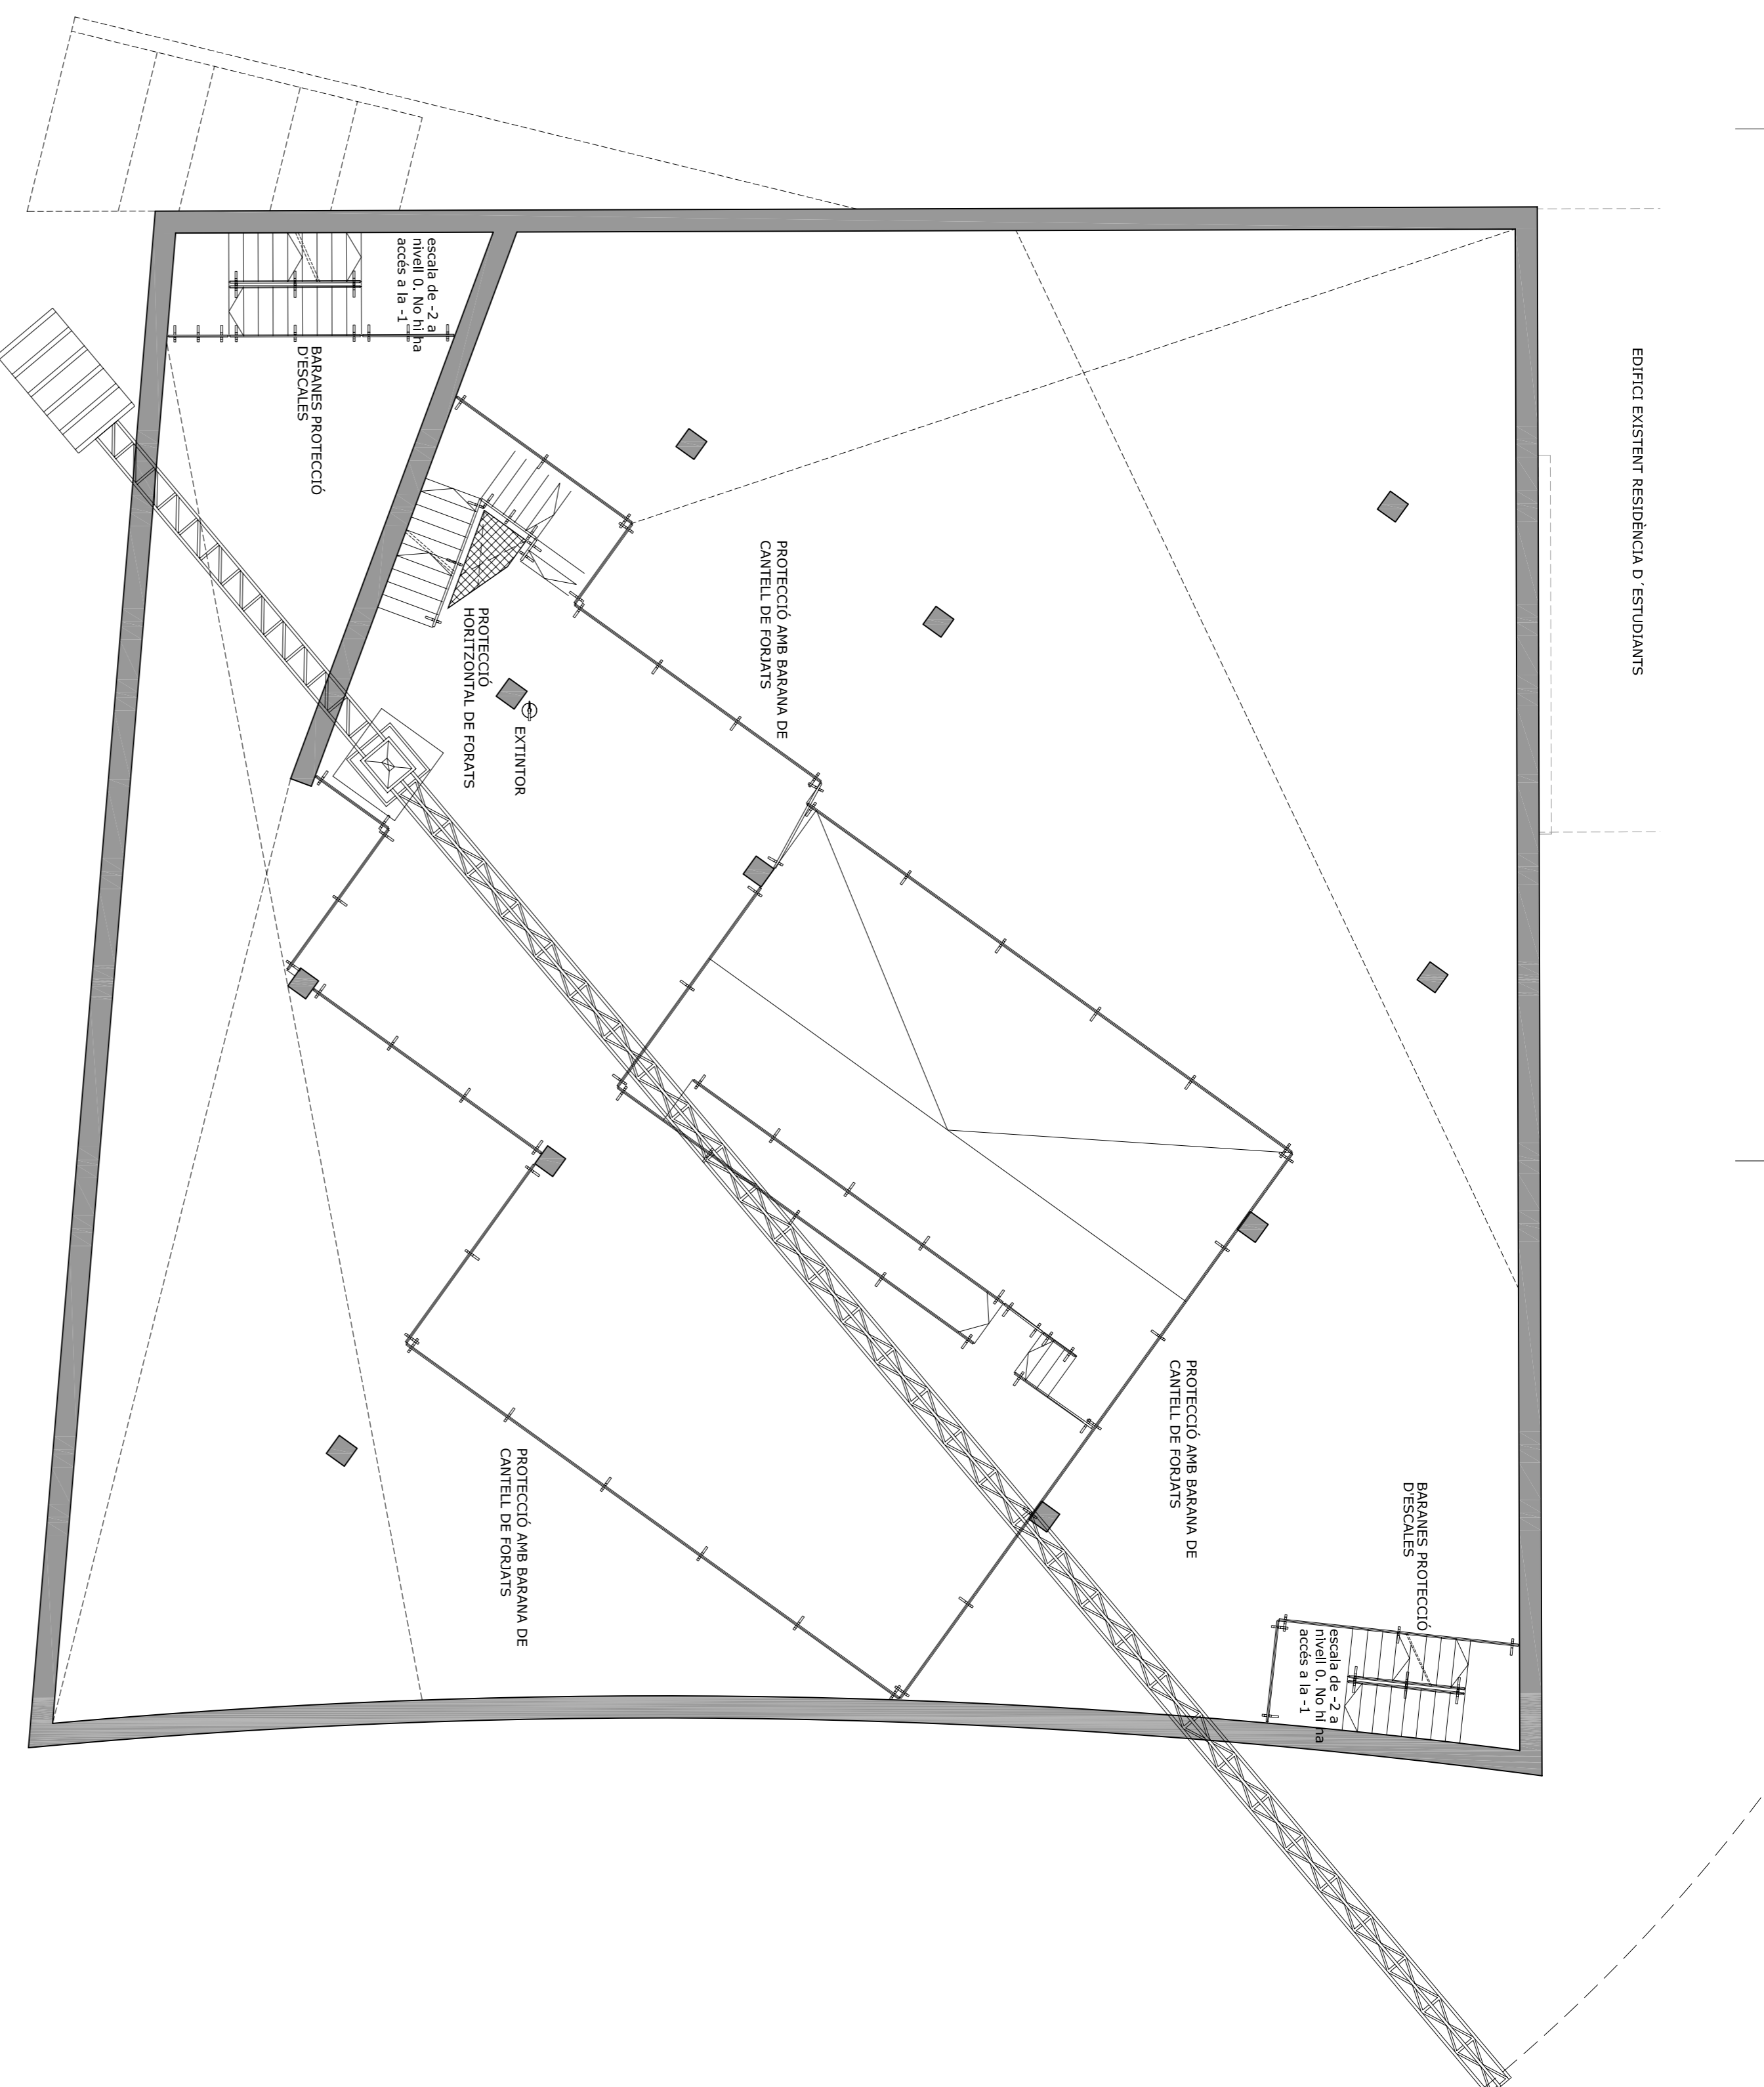 EDIFICI EXISTENT RESIDÈNCIA D´ESTUDIANTS
escala de -2 a
nivell 0. No hi ha
accés a la -1
BARANES PROTECCIÓ
D'ESCALES
PROTECCIÓ AMB BARANA DE
CANTELL DE FORJATS
PROTECCIÓ
HORITZONTAL DE FORATS
EXTINTOR
PROTECCIÓ AMB BARANA DE
CANTELL DE FORJATS
BARANES PROTECCIÓ
D'ESCALES
escala de -2 a
nivell 0. No hi ha
accés a la -1
PROTECCIÓ AMB BARANA DE
CANTELL DE FORJATS